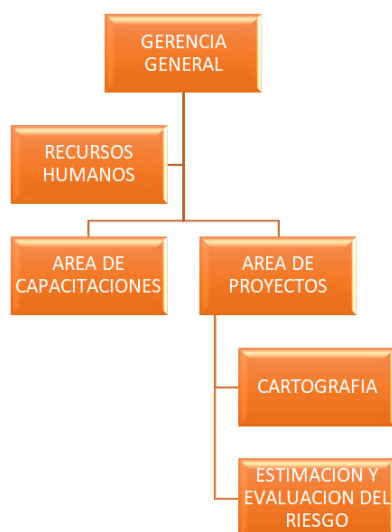 GERENCIA
GENERAL
RECURSOS
HUMANOS
AREA DE
CAPACITACIONES
AREA DE
PROYECTOS
CARTOGRAFIA
ESTIMACION Y
EVALUACION DEL
RIESGO